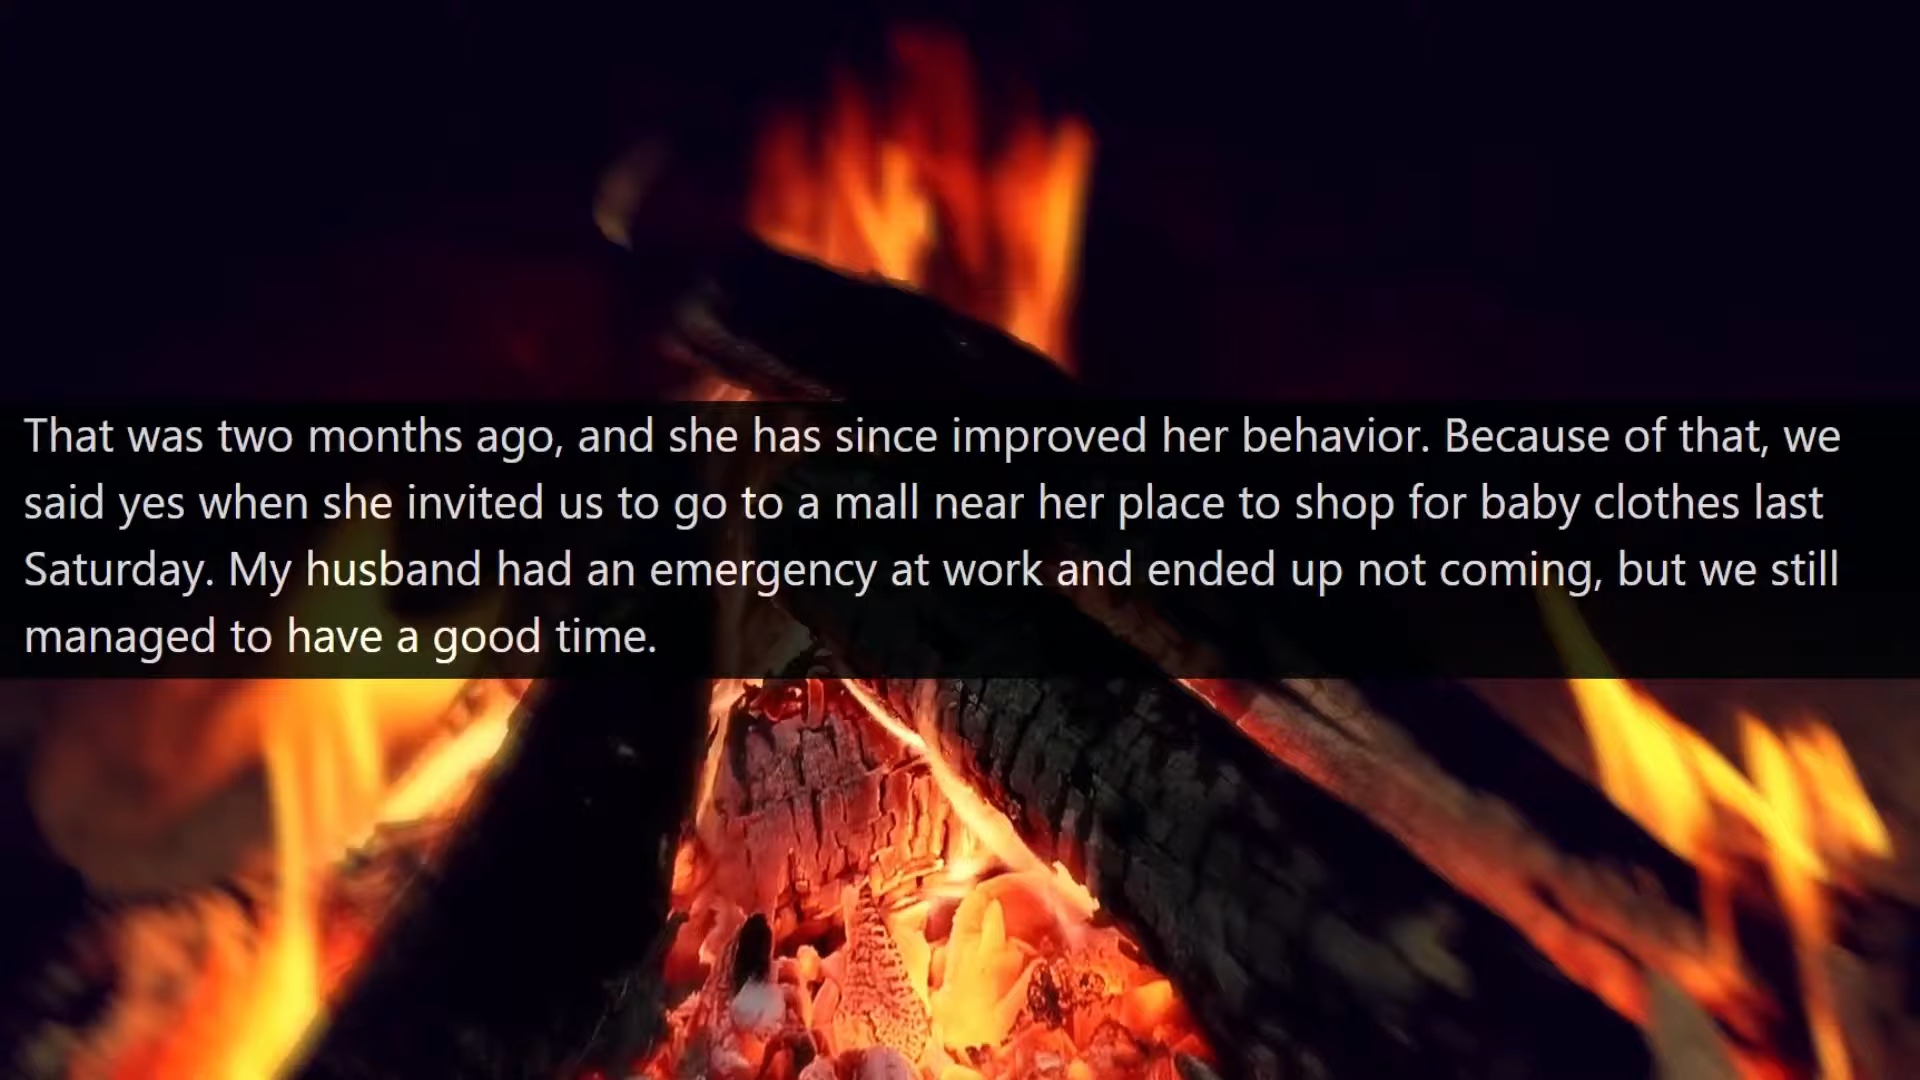 That was two months ago, and she has since improved her behavior. Because of that, we
said yes when she invited us to go to a mall near her place to shop for baby clothes last
Saturday. My husband had an emergency at work and ended up not coming, but we still
managed to have a good time.